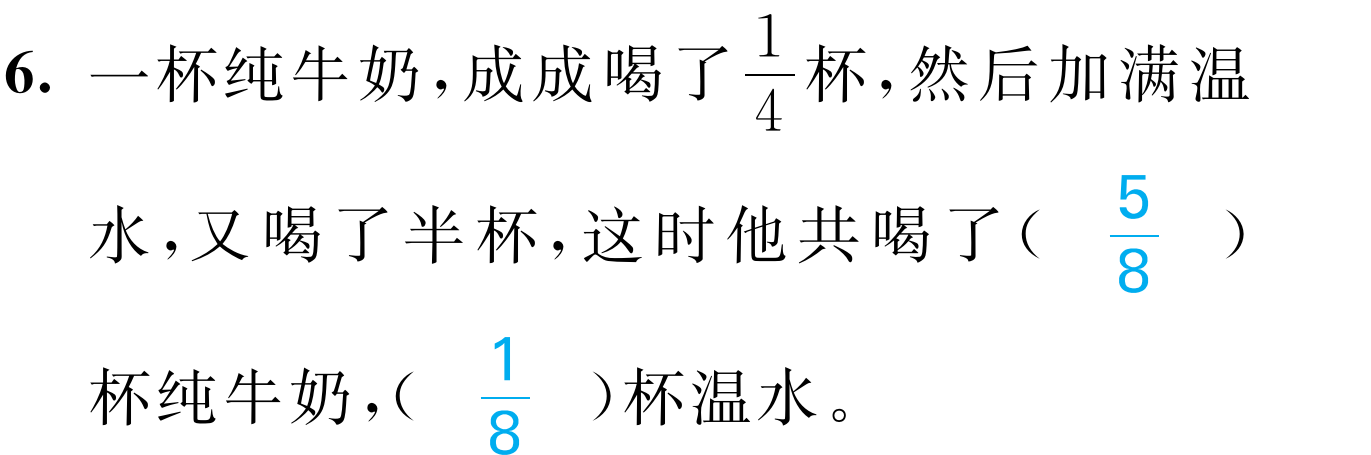 6. 一杯纯牛奶,成成喝了1/4杯,然后加满温
水,又喝了半杯,这时他共喝了( 5/8 )
杯纯牛奶,( 1/8 )杯温水。